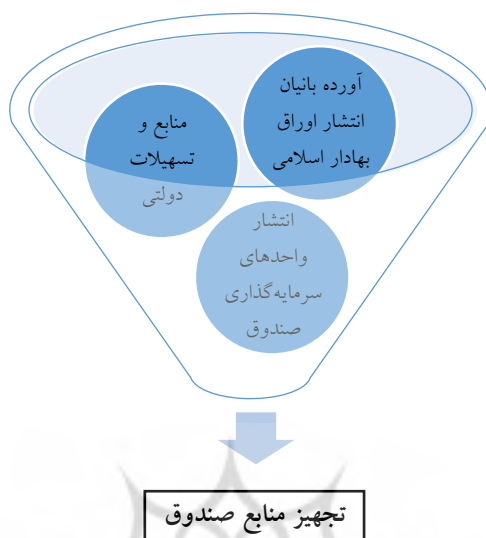 آورده بانیان
انتشار اوراق
بهادار اسلامی
منابع و
تسهیلات
دولتی
انتشار
واحدهای
سرمایه‌گذاری
صندوق
تجهیز منابع صندوق